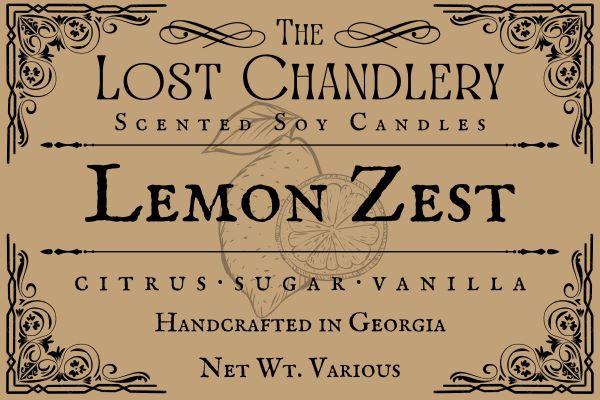 The
Lost Chandlery
Scented Soy Candles
Lemon Zest
CITRUS·SUGAR·VANILLA
Handcrafted in Georgia
Net Wt. Various